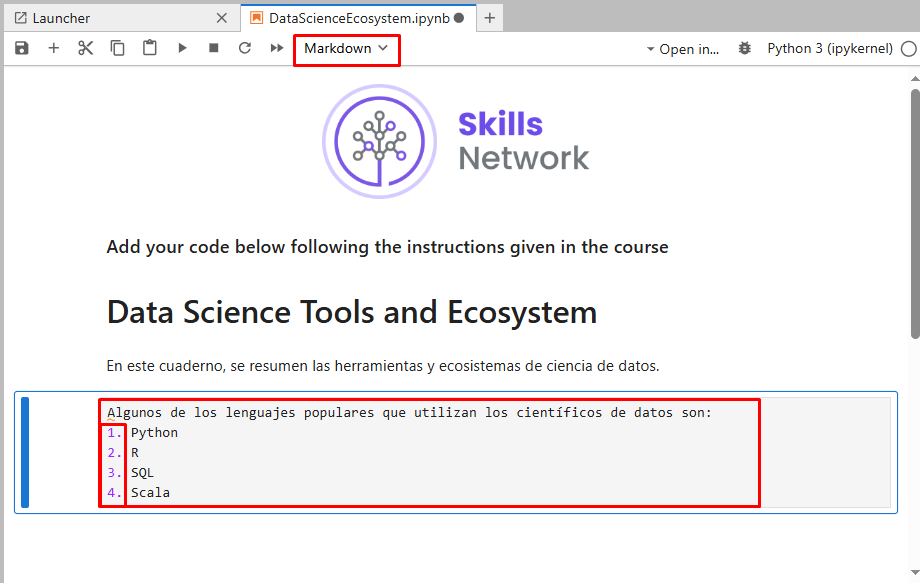 Launcher
DataScienceEcosystem.ipynb
Markdown
Open in...
Python 3 (ipykernel)
Skills
Network
Add your code below following the instructions given in the course
Data Science Tools and Ecosystem
En este cuaderno, se resumen las herramientas y ecosistemas de ciencia de datos.
Algunos de los lenguajes populares que utilizan los científicos de datos son:
1. Python
2. R
3. SQL
4. Scala